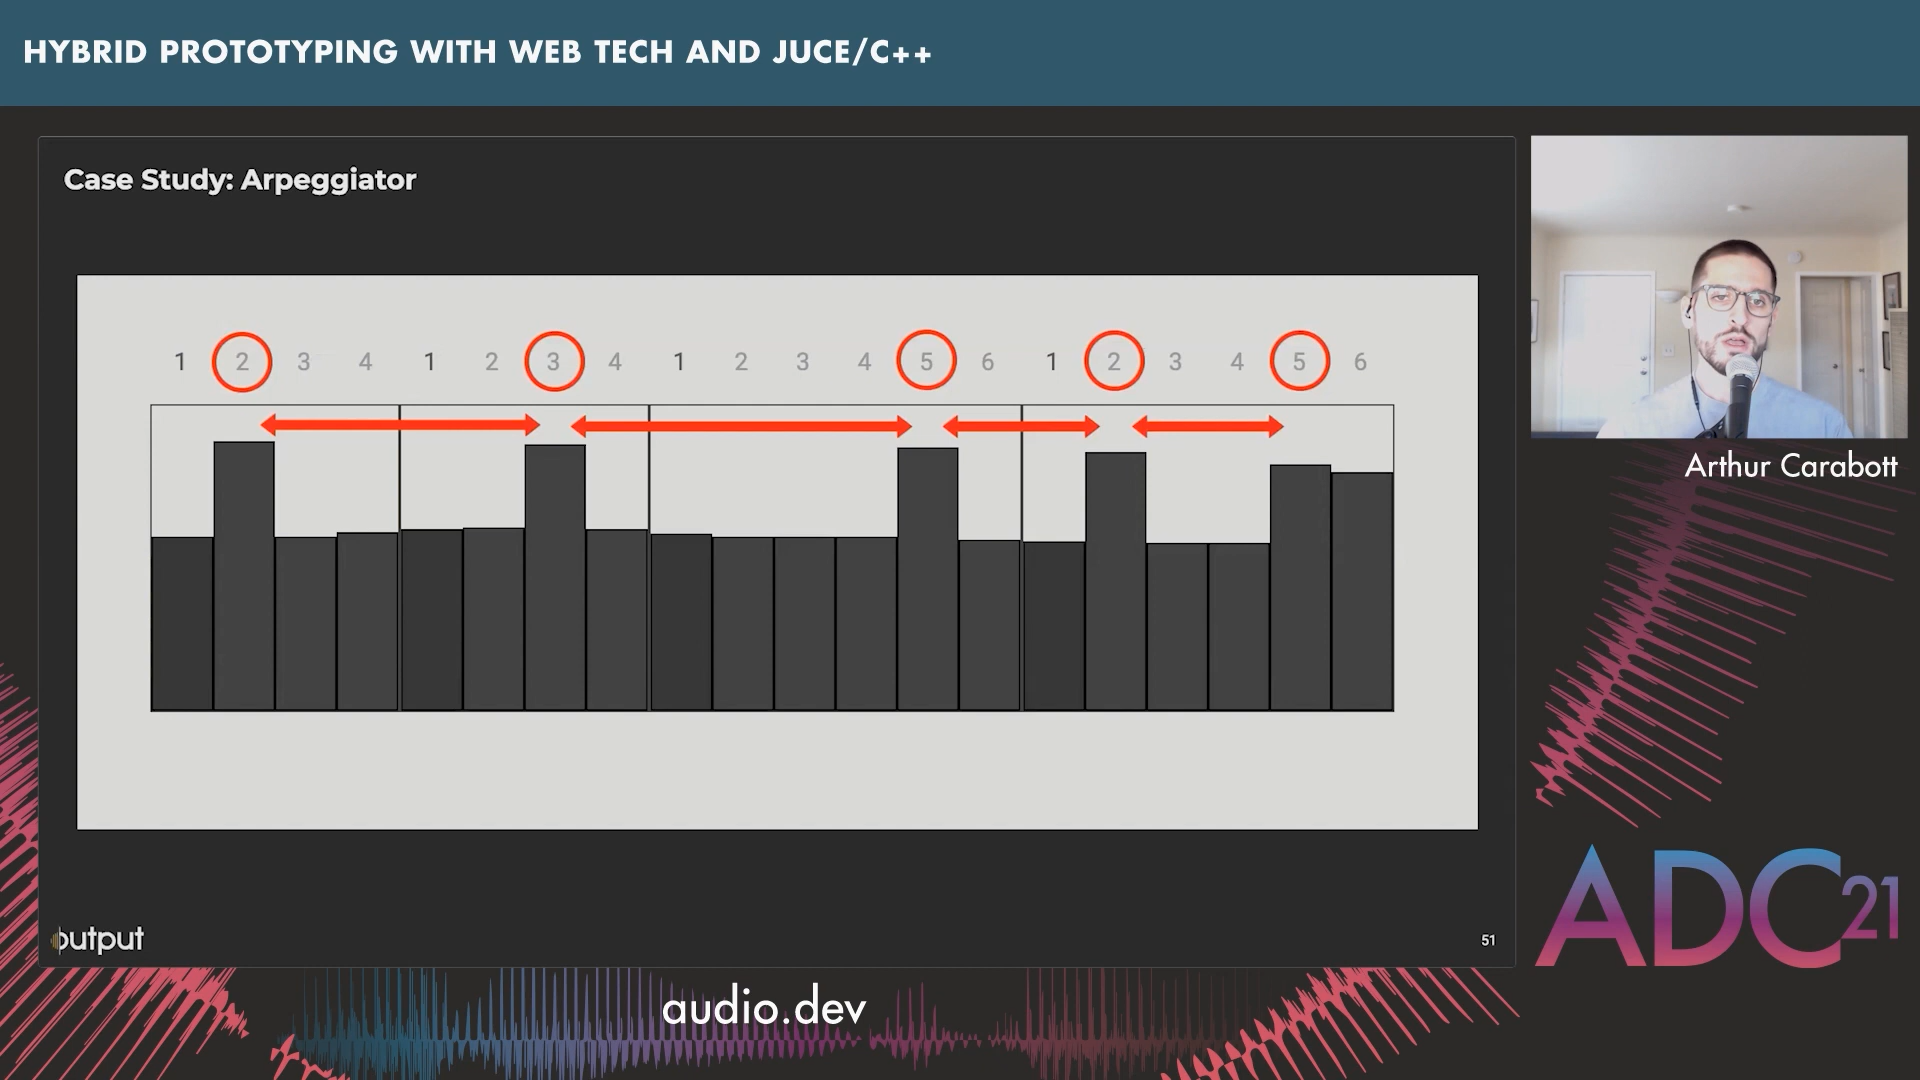 HYBRID PROTOTYPING WITH WEB TECH AND JUCE/C++
Case Study: Arpeggiator
1 2 3 4 1 2 3 4 1 2 3 4 5 6 1 2 3 4 5 6
Arthur Carabott
output
51
ADC21
audio.dev